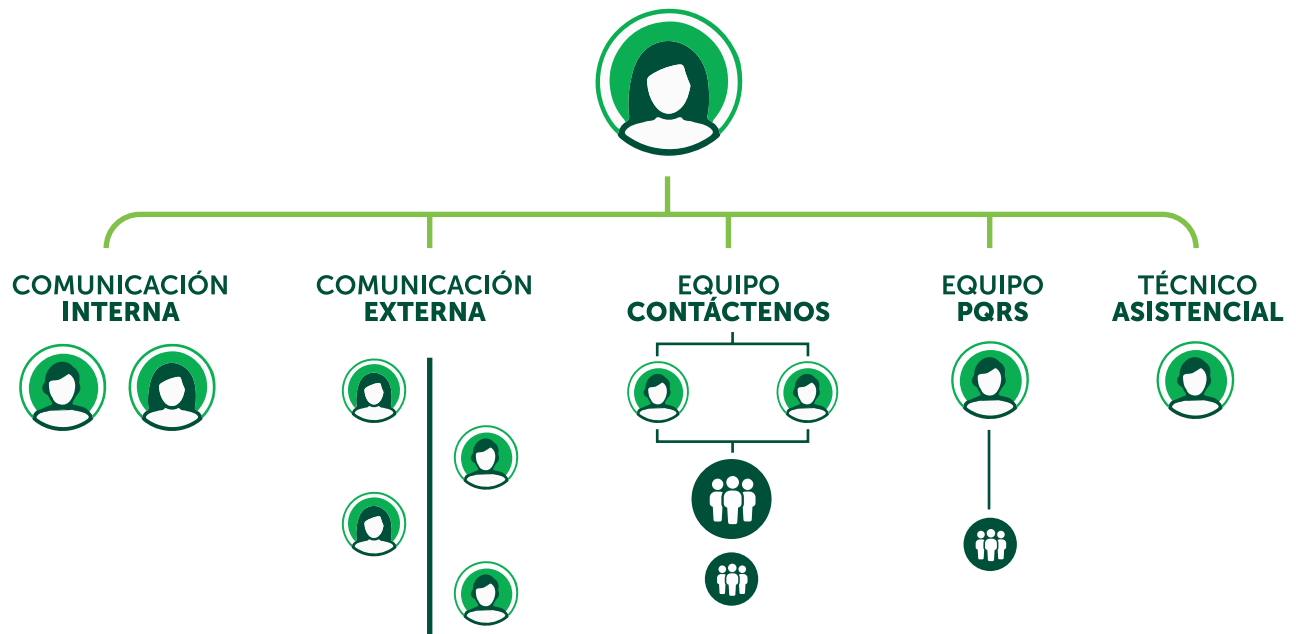 COMUNICACIÓN
INTERNA
COMUNICACIÓN
EXTERNA
EQUIPO
CONTÁCTENOS
EQUIPO
PQRS
TÉCNICO
ASISTENCIAL